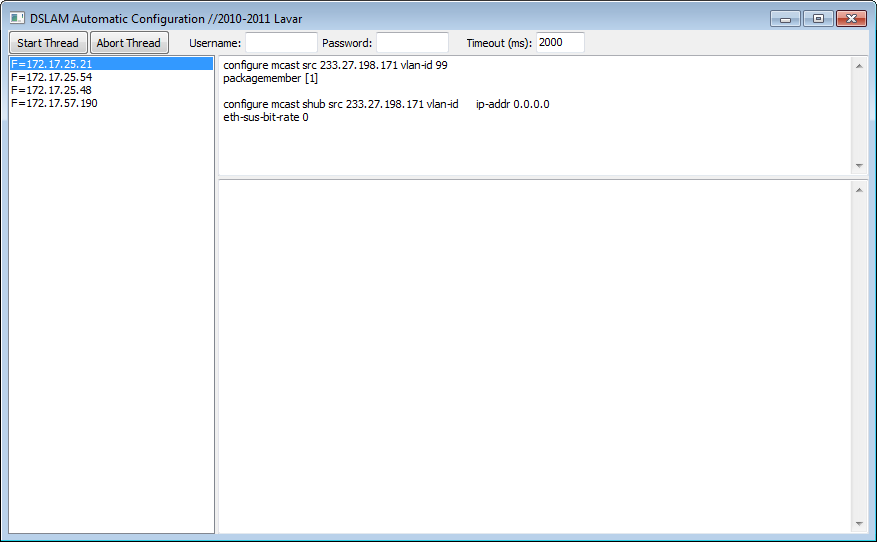 DSLAM Automatic Configuration //2010-2011 Lavar
Start Thread Abort Thread Username: Password: Timeout (ms): 2000
F=172.17.25.21
F=172.17.25.54
F=172.17.25.48
F=172.17.57.190
configure mcast src 233.27.198.171 vlan-id 99
packagemember [1]
configure mcast shub src 233.27.198.171 vlan-id ip-addr 0.0.0.0
eth-sus-bit-rate 0